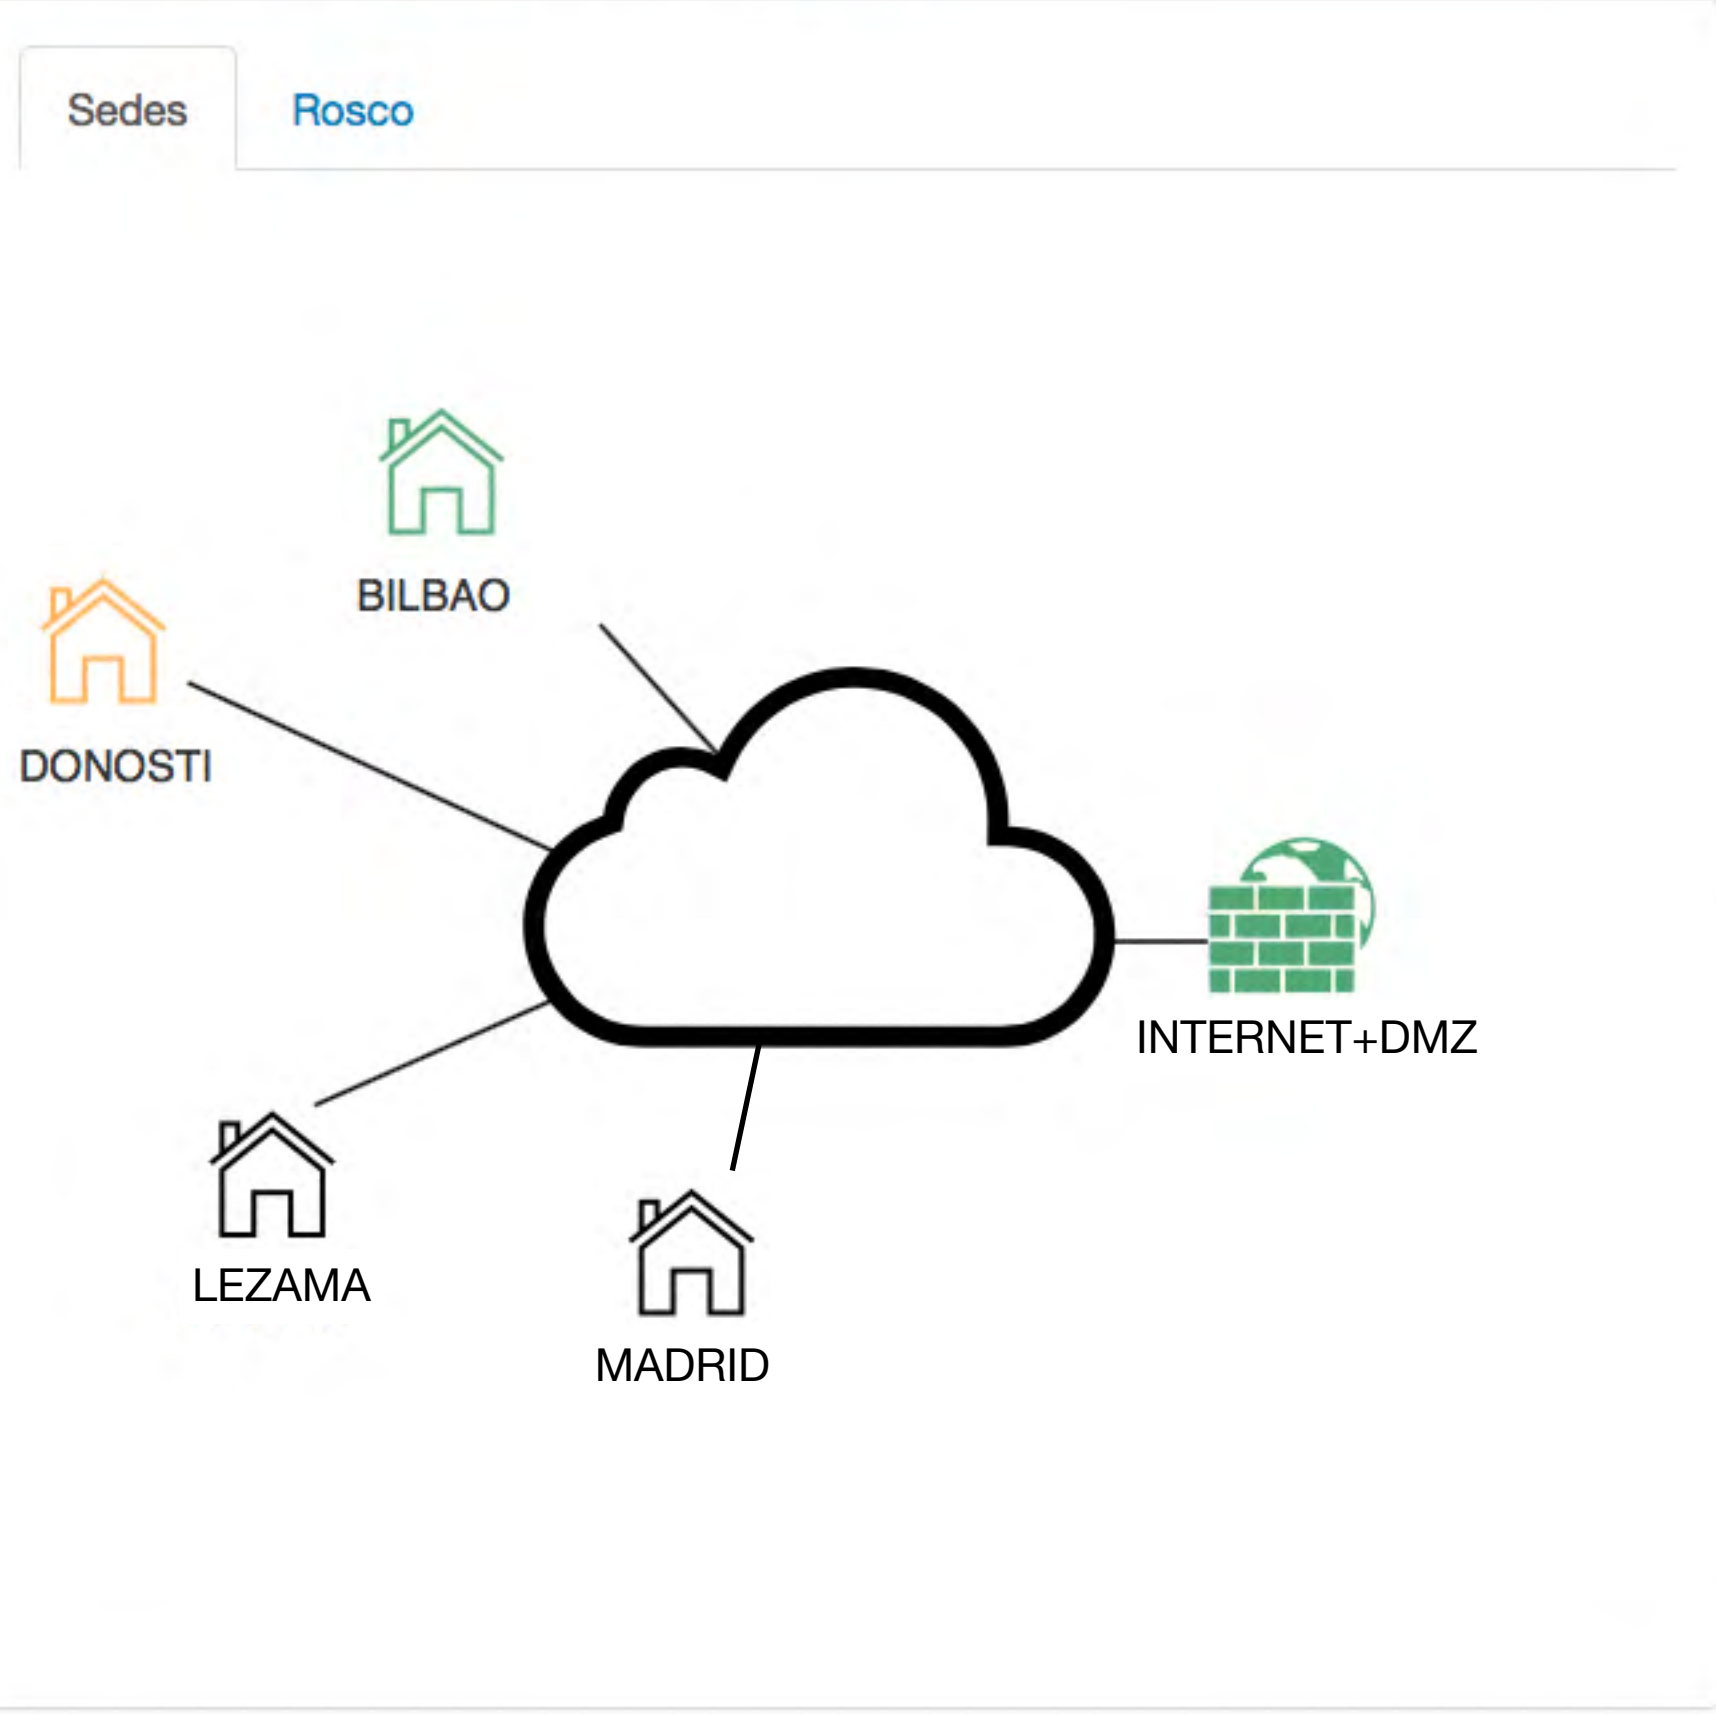 Sedes
Rosco
BILBAO
DONOSTI
INTERNET+DMZ
LEZAMA
MADRID